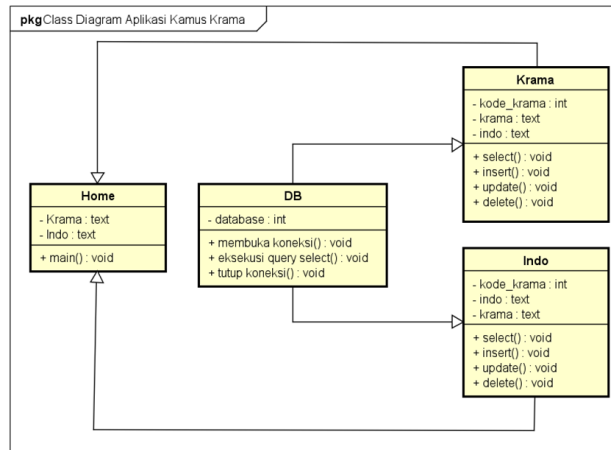 pkg Class Diagram Aplikasi Kamus Krama
Krama
- kode_krama : int
- krama : text
- indo : text
+ select() : void
+ insert() : void
+ update() : void
+ delete() : void
Home
- Krama : text
- Indo : text
+ main() : void
DB
- database : int
+ membuka koneksi() : void
+ eksekusi query select() : void
+ tutup koneksi() : void
Indo
- kode_krama : int
- indo : text
- krama : text
+ select() : void
+ insert() : void
+ update() : void
+ delete() : void